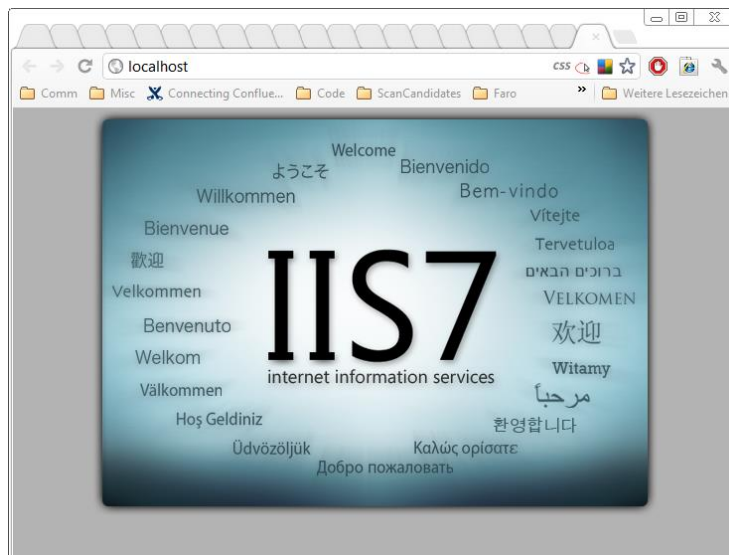 localhost
CSS
Comm Misc Connecting Conflue... Code ScanCandidates Faro » Weitere Lesezeichen
Welcome
ようこそ
Bienvenido
Willkommen
Bem-vindo
Bienvenue
Vítejte
歡迎
Tervetuloa
ברוכים הבאים
Velkommen
VELKOMEN
Benvenuto
欢迎
Welkom
Witamy
Välkommen
مرحباً
Hoş Geldiniz
환영합니다
Üdvözöljük
Καλώς ορίσατε
Добро пожаловать
IIS7
internet information services